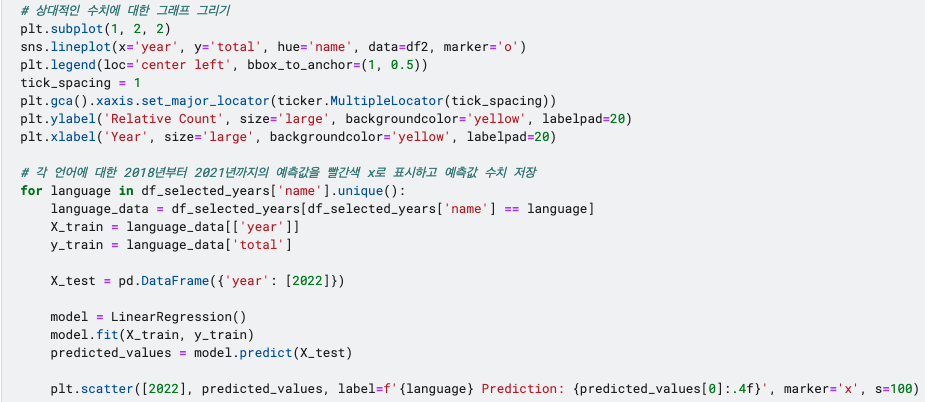 # 상대적인 수치에 대한 그래프 그리기
plt.subplot(1, 2, 2)
sns.lineplot(x='year', y='total', hue='name', data=df2, marker='o')
plt.legend(loc='center left', bbox_to_anchor=(1, 0.5))
tick_spacing = 1
plt.gca().xaxis.set_major_locator(ticker.MultipleLocator(tick_spacing))
plt.ylabel('Relative Count', size='large', backgroundcolor='yellow', labelpad=20)
plt.xlabel('Year', size='large', backgroundcolor='yellow', labelpad=20)
# 각 언어에 대한 2018년부터 2021년까지의 예측값을 빨간색 x로 표시하고 예측값 수치 저장
for language in df_selected_years['name'].unique():
    language_data = df_selected_years[df_selected_years['name'] == language]
    X_train = language_data[['year']]
    y_train = language_data['total']
    X_test = pd.DataFrame({'year': [2022]})
    model = LinearRegression()
    model.fit(X_train, y_train)
    predicted_values = model.predict(X_test)
    plt.scatter([2022], predicted_values, label=f'{language} Prediction: {predicted_values[0]:.4f}', marker='x', s=100)